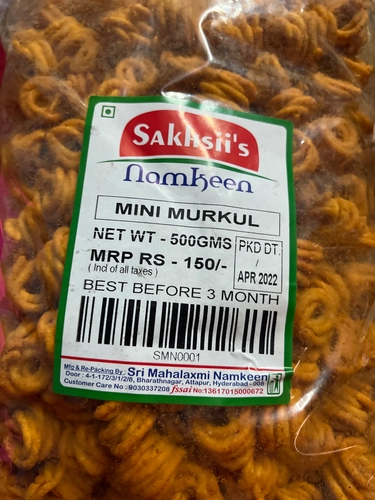 SAKHSII'S
Namkeen
MINI MURKUL
NET WT - 500GMS
MRP RS - 150/-
( Incl of all taxes )
PKD DT.
/
APR 2022
BEST BEFORE 3 MONTH
SMN0001
Mfg & Re-Packing By : Sri Mahalaxmi Namkeen
Door : 4-1-172/3/1/2/6, Bharathnagar, Attapur, Hyderabad - 008
Customer Care No :9030337208 fssai No:13617015000672